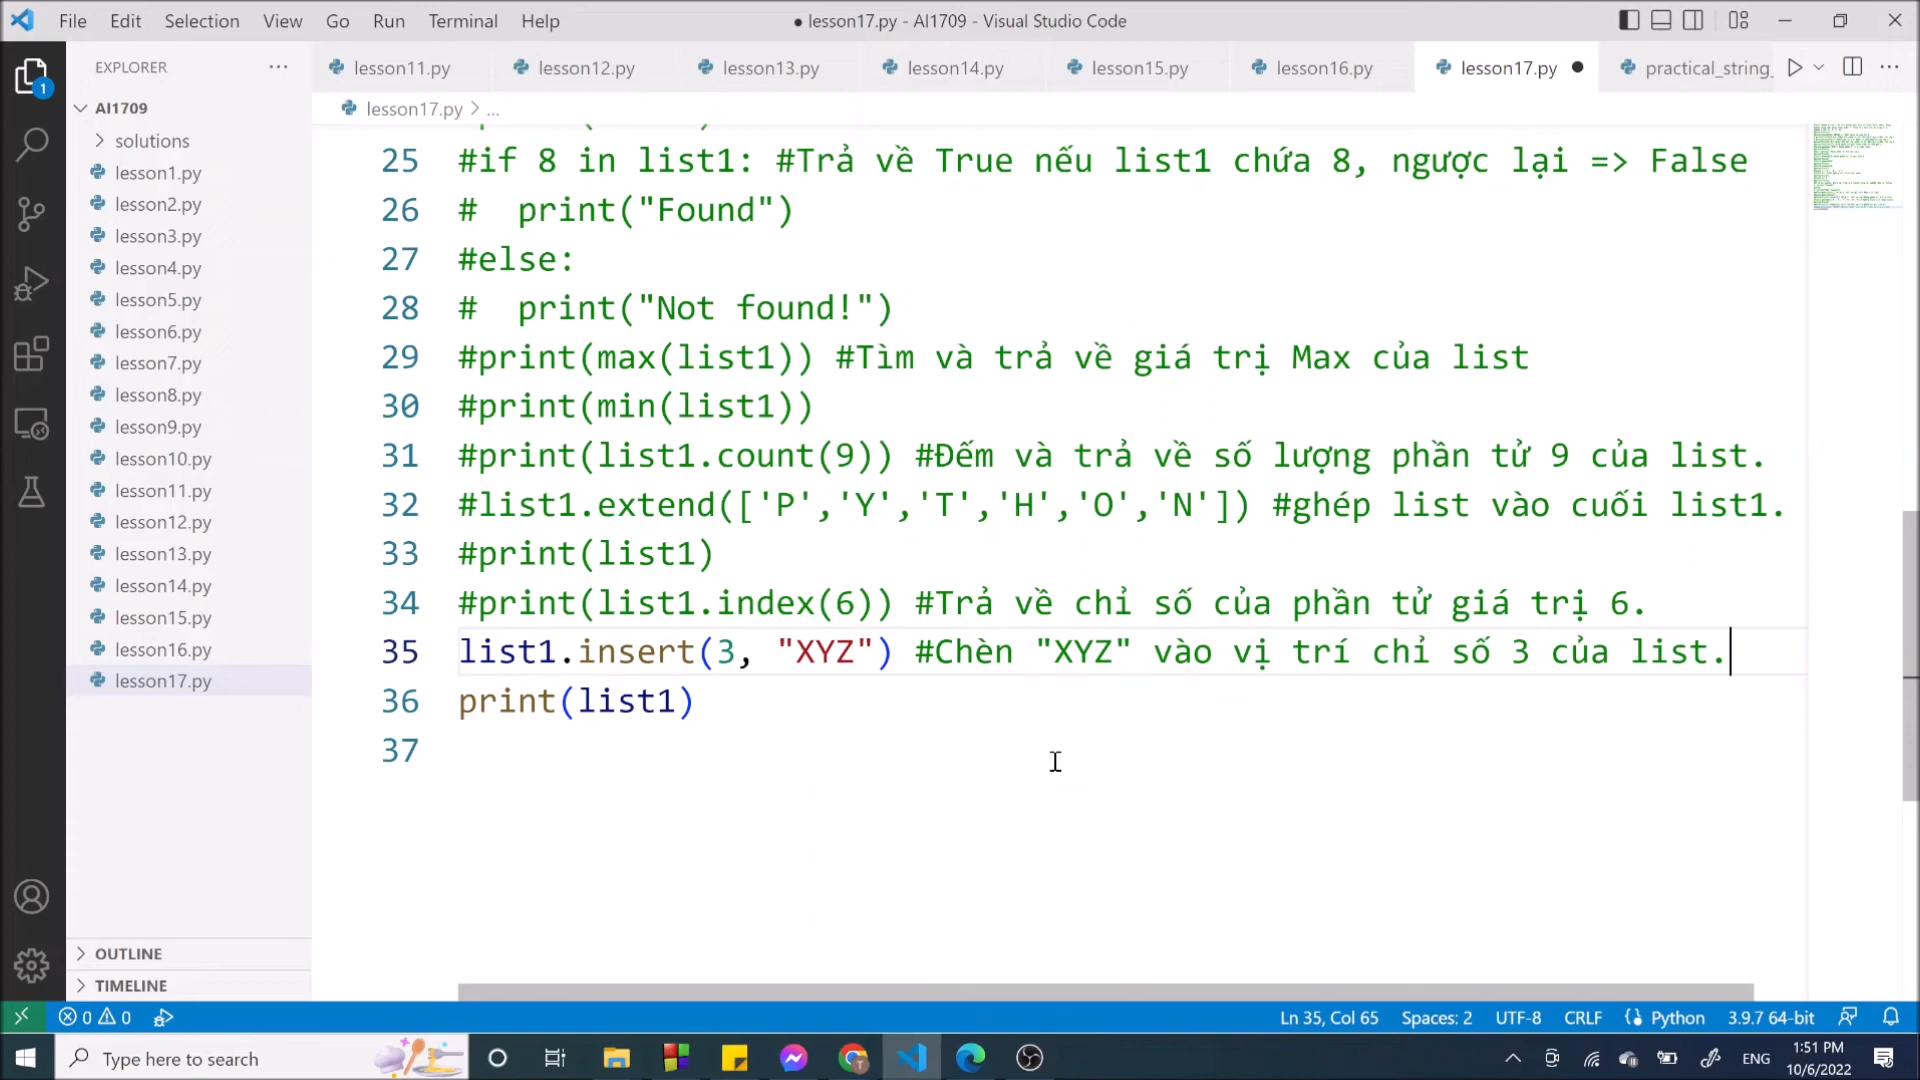 File Edit Selection View Go Run Terminal Help
● lesson17.py - AI1709 - Visual Studio Code
EXPLORER
lesson11.py lesson12.py lesson13.py lesson14.py lesson15.py lesson16.py lesson17.py ● practical_string_
AI1709
lesson17.py > ...
solutions
lesson1.py
lesson2.py
lesson3.py
lesson4.py
lesson5.py
lesson6.py
lesson7.py
lesson8.py
lesson9.py
lesson10.py
lesson11.py
lesson12.py
lesson13.py
lesson14.py
lesson15.py
lesson16.py
lesson17.py
OUTLINE
TIMELINE
25 #if 8 in list1: #Trả về True nếu list1 chứa 8, ngược lại => False
26 #  print("Found")
27 #else:
28 #  print("Not found!")
29 #print(max(list1)) #Tìm và trả về giá trị Max của list
30 #print(min(list1))
31 #print(list1.count(9)) #Đếm và trả về số lượng phần tử 9 của list.
32 #list1.extend(['P','Y','T','H','O','N']) #ghép list vào cuối list1.
33 #print(list1)
34 #print(list1.index(6)) #Trả về chỉ số của phần tử giá trị 6.
35 list1.insert(3, "XYZ") #Chèn "XYZ" vào vị trí chỉ số 3 của list.
36 print(list1)
37
1
0 0 Ln 35, Col 65 Spaces: 2 UTF-8 CRLF Python 3.9.7 64-bit
Type here to search
T
ENG
1:51 PM
10/6/2022